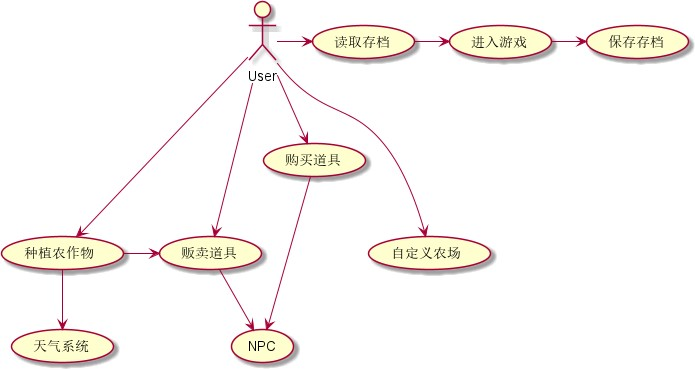 读取存档
进入游戏
保存存档
User
购买道具
种植农作物
贩卖道具
自定义农场
天气系统
NPC